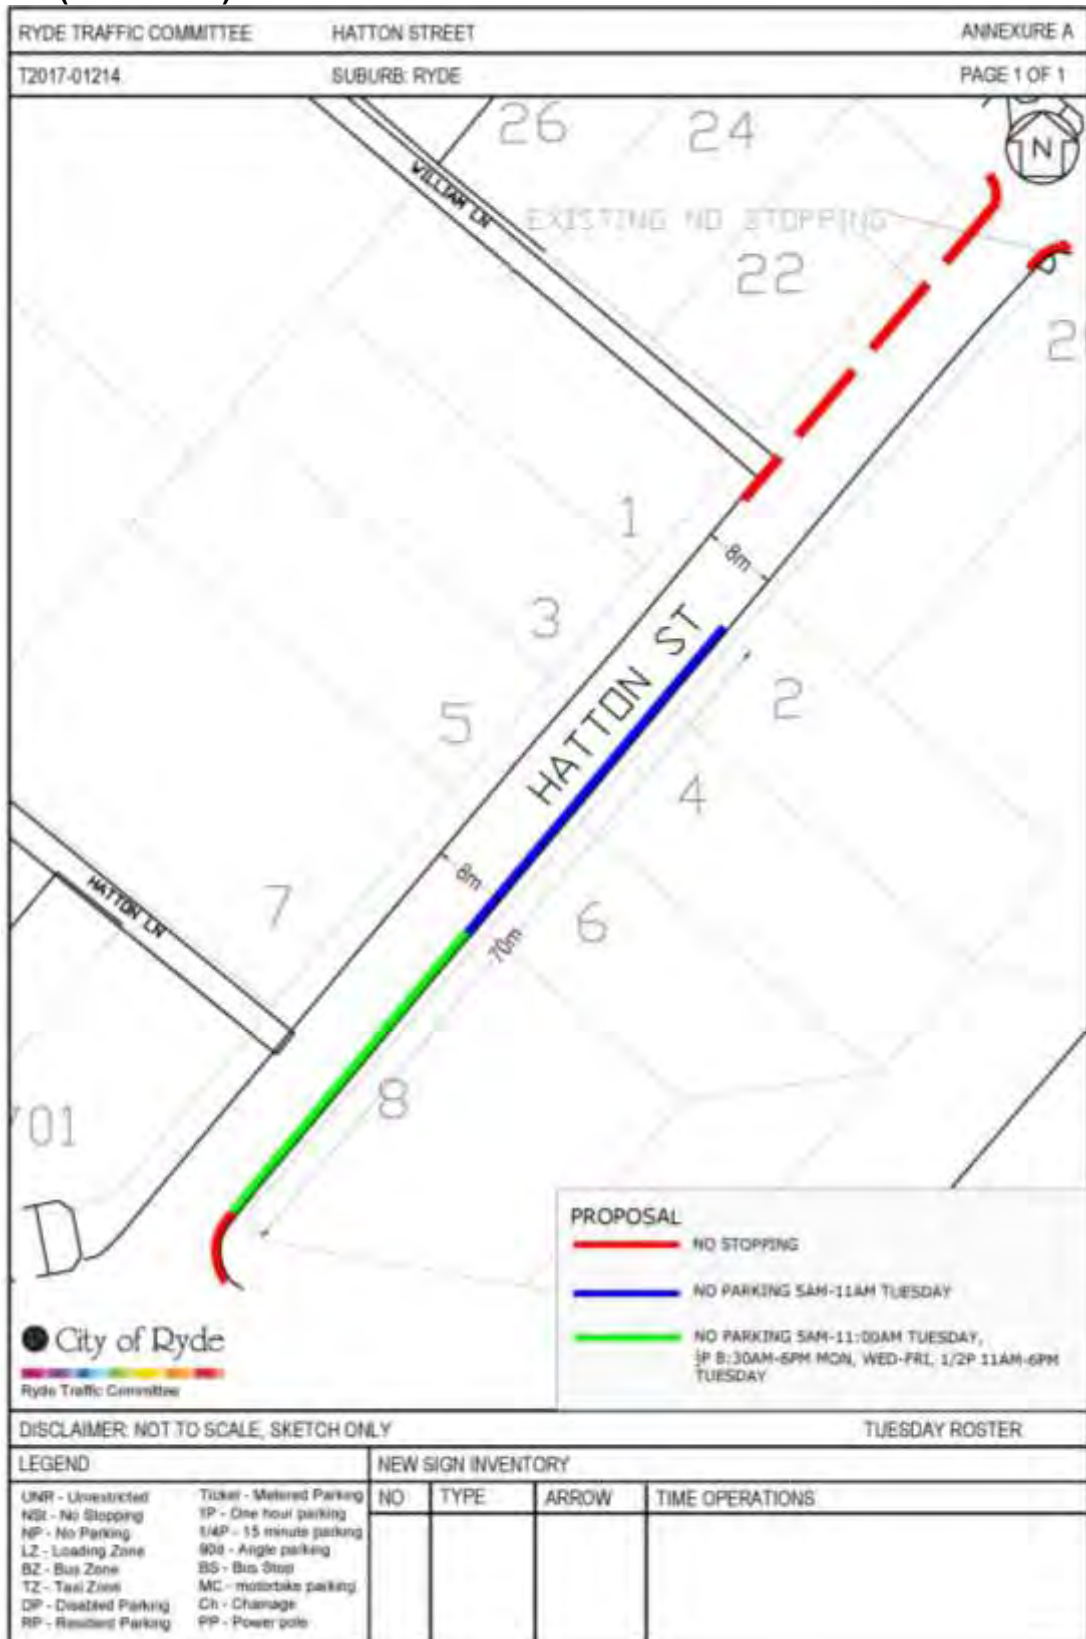 RYDE TRAFFIC COMMITTEE HATTON STREET ANNEXURE A
T2017-01214 SUBURB: RYDE PAGE 1 OF 1
26 24 N
WILLIAM LN
EXISTING NO STOPPING
22
1
8m
3
HATTON ST
2
5
4
8m
7
HATTON LN
6
70m
8
PROPOSAL
NO STOPPING
NO PARKING 5AM-11AM TUESDAY
NO PARKING 5AM-11:00AM TUESDAY,
8:30AM-6PM MON, WED-FRI, 1/2P 11AM-6PM
TUESDAY
City of Ryde
Ryde Traffic Committee
DISCLAIMER: NOT TO SCALE, SKETCH ONLY TUESDAY ROSTER
LEGEND NEW SIGN INVENTORY
NO TYPE ARROW TIME OPERATIONS
UNR - Unrestricted Ticket - Metered Parking
NSt - No Stopping 1P - One hour parking
NP - No Parking 1/4P - 15 minute parking
LZ - Loading Zone - Angle parking
BZ - Bus Zone BS - Bus Stop
TZ - Taxi Zone MC - motorbike parking
DP - Disabled Parking Ch - Chainage
RP - Resident Parking PP - Power pole